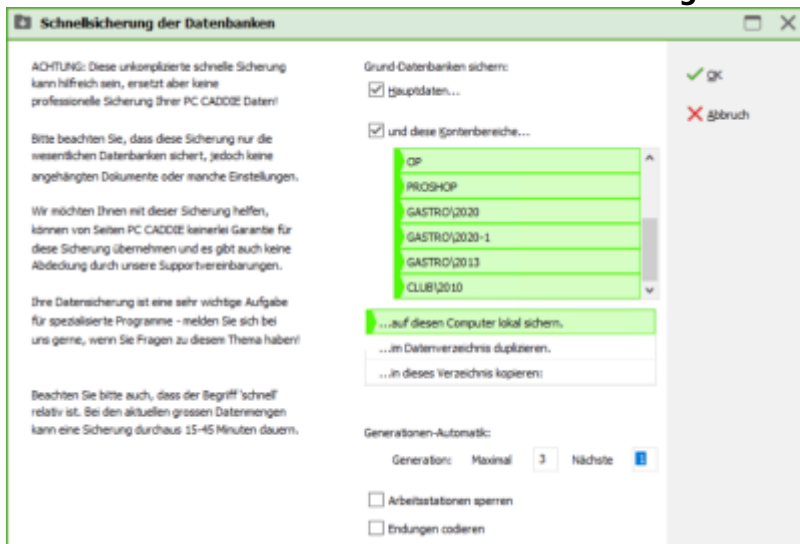 Schnellsicherung der Datenbanken
ACHTUNG: Diese unkomplizierte schnelle Sicherung
kann hilfreich sein, ersetzt aber keine
professionelle Sicherung Ihrer PC CADDIE Daten!
Bitte beachten Sie, dass diese Sicherung nur die
wesentlichen Datenbanken sichert, jedoch keine
angehängten Dokumente oder manche Einstellungen.
Wir möchten Ihnen mit dieser Sicherung helfen,
können von Seiten PC CADDIE keinerlei Garantie für
diese Sicherung übernehmen und es gibt auch keine
Abdeckung durch unsere Supportvereinbarungen.
Ihre Datensicherung ist eine sehr wichtige Aufgabe
für spezialisierte Programme - melden Sie sich bei
uns gerne, wenn Sie Fragen zu diesem Thema haben!
Beachten Sie bitte auch, dass der Begriff 'schnell'
relativ ist. Bei den aktuellen grossen Datenmengen
kann eine Sicherung durchaus 15-45 Minuten dauern.
Grund-Datenbanken sichern:
Hauptdaten...
und diese Kontenbereiche...
OP
PROSHOP
GASTRO\2020
GASTRO\2020-1
GASTRO\2013
CLUB\2010
...auf diesen Computer lokal sichern.
...im Datenverzeichnis duplizieren.
...in dieses Verzeichnis kopieren:
Generationen-Automatik:
Generation: Maximal 3 Nächste 1
Arbeitsstationen sperren
Endungen codieren
OK
Abbruch